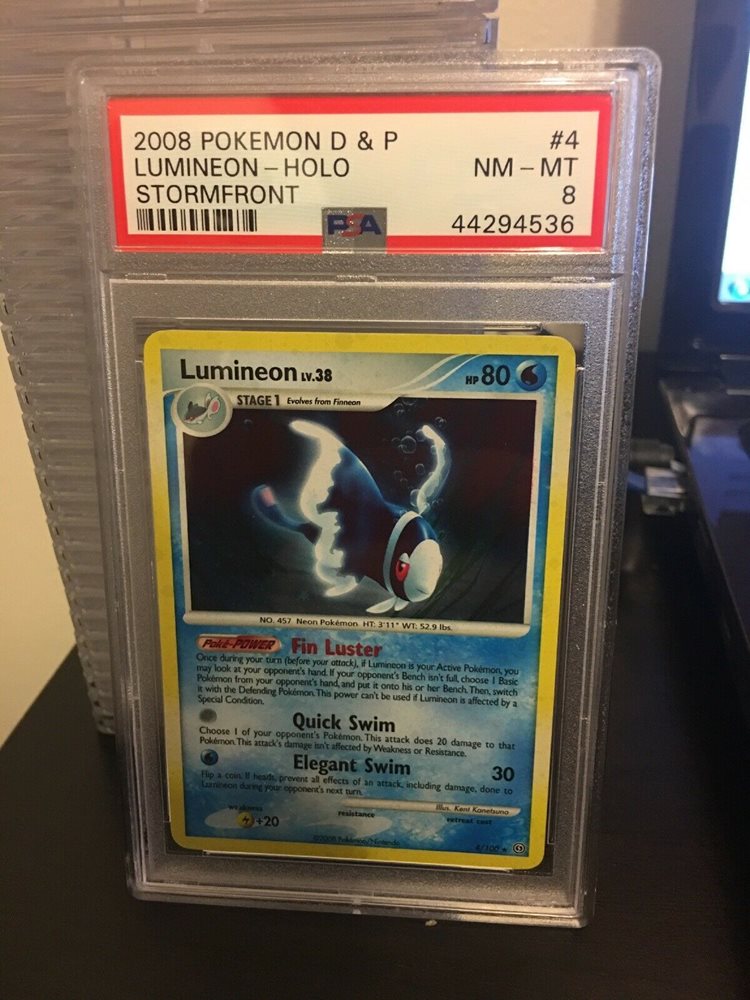 2008 POKEMON D & P #4
LUMINEON – HOLO NM – MT
STORMFRONT 8
PSA 44294536
Lumineon LV.38 HP 80
STAGE 1 Evolves from Finneon
NO. 457 Neon Pokémon HT: 3'11" WT: 52.9 lbs.
Poké-POWER Fin Luster
Once during your turn (before your attack), if Lumineon is your Active Pokémon, you
may look at your opponent's hand. If your opponent's Bench isn't full, choose 1 Basic
Pokémon from your opponent's hand, and put it onto his or her Bench. Then, switch
it with the Defending Pokémon. This power can't be used if Lumineon is affected by a
Special Condition.
Quick Swim
Choose 1 of your opponent's Pokémon. This attack does 20 damage to that
Pokémon. This attack's damage isn't affected by Weakness or Resistance.
Elegant Swim 30
Flip a coin. If heads, prevent all effects of an attack, including damage, done to
Lumineon during your opponent's next turn.
Illus. Kent Kanetsuna
weakness resistance retreat cost
+20
©2008 Pokémon/Nintendo 4/100 ★